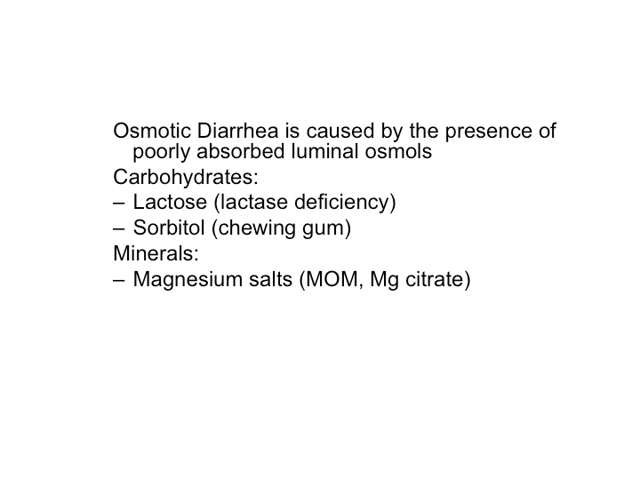 Osmotic Diarrhea is caused by the presence of
poorly absorbed luminal osmols
Carbohydrates:
– Lactose (lactase deficiency)
– Sorbitol (chewing gum)
Minerals:
– Magnesium salts (MOM, Mg citrate)